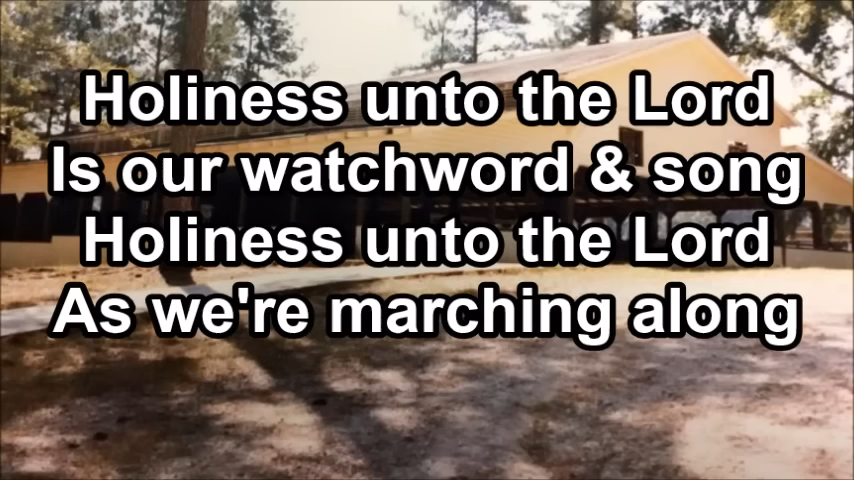 Holiness unto the Lord
Is our watchword & song
Holiness unto the Lord
As we're marching along